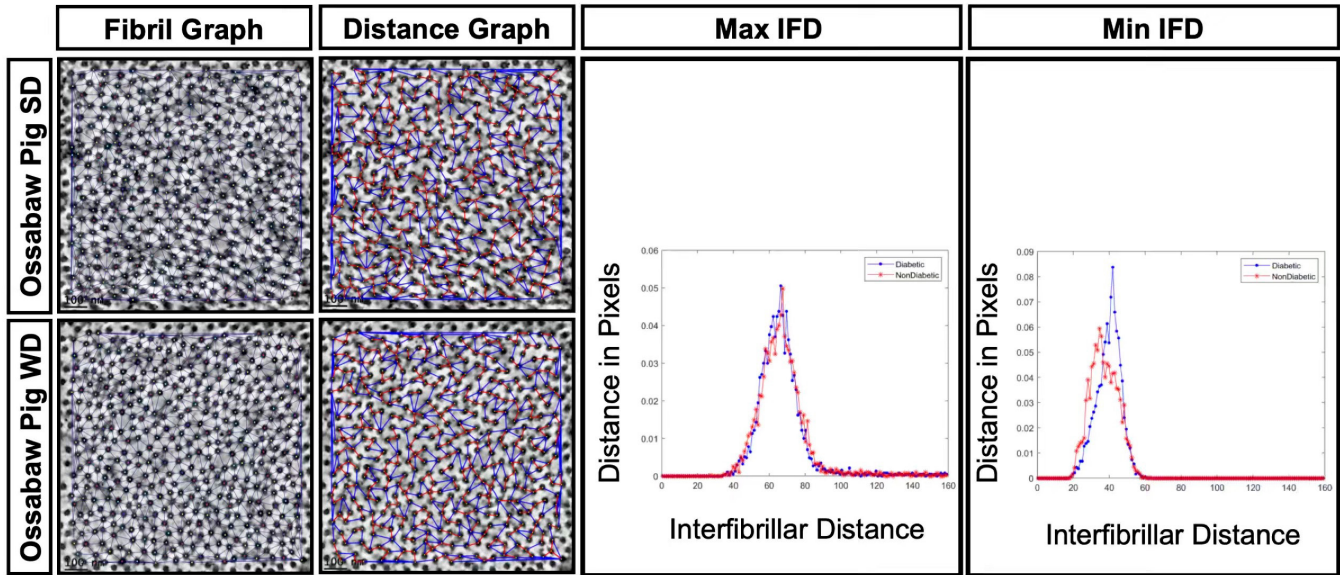 Fibril Graph
Distance Graph
Max IFD
Min IFD
Ossabaw Pig SD
100 nm
Ossabaw Pig WD
100 nm
Distance in Pixels
0.06
0.05
0.04
0.03
0.02
0.01
0
0 20 40 60 80 100 120 140 160
Diabetic
NonDiabetic
Interfibrillar Distance
Distance in Pixels
0.09
0.08
0.07
0.06
0.05
0.04
0.03
0.02
0.01
0
0 20 40 60 80 100 120 140 160
Diabetic
NonDiabetic
Interfibrillar Distance
100 nm
100 nm